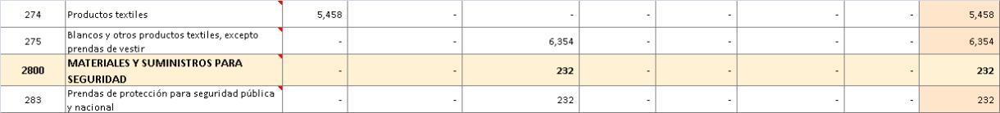 274 Productos textiles 5,458 - - - - - - 5,458
275 Blancos y otros productos textiles, excepto prendas de vestir - - 6,354 - - - - 6,354
2800 MATERIALES Y SUMINISTROS PARA SEGURIDAD - - 232 - - - - 232
283 Prendas de protección para seguridad pública y nacional - - 232 - - - - 232